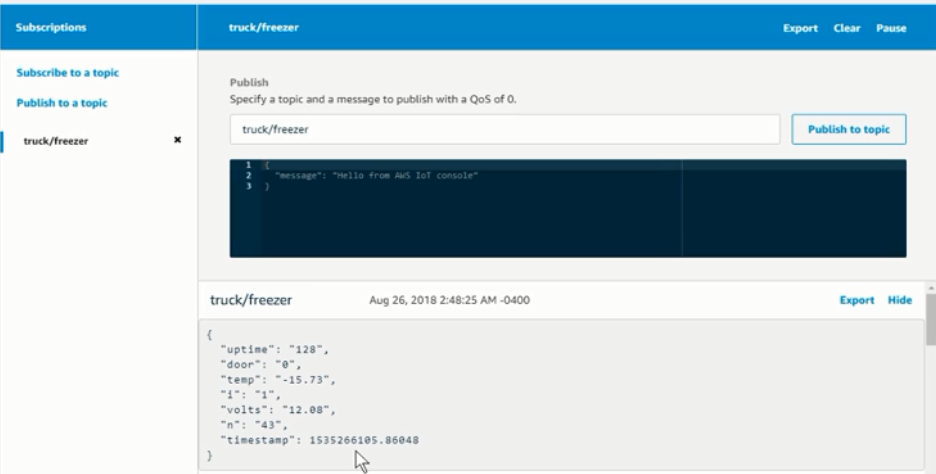 Subscriptions
truck/freezer
Export Clear Pause
Subscribe to a topic
Publish to a topic
truck/freezer ×
Publish
Specify a topic and a message to publish with a QoS of 0.
truck/freezer
Publish to topic
1 {
2 "message": "Hello from AWS IoT console"
3 }
truck/freezer Aug 26, 2018 2:48:25 AM -0400 Export Hide
{
"uptime": "128",
"door": "0",
"temp": "-15.73",
"i": "1",
"volts": "12.08",
"n": "43",
"timestamp": 1535266105.86048
}